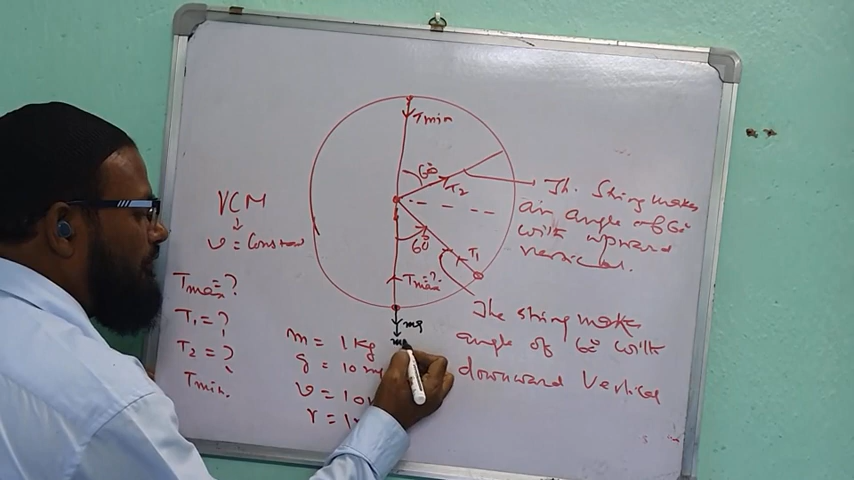 Tmin
60°
T2
VCM
v = Constan
60°
T1
Tmax=?
mg
Tmax=?
T1=?
T2=?
Tmin.
m = 1 kg
g = 10 m
v = 10
r = 1
The String makes
an angle of 60°
with upward
vertical.
The string makes
angle of 60° with
downward vertical